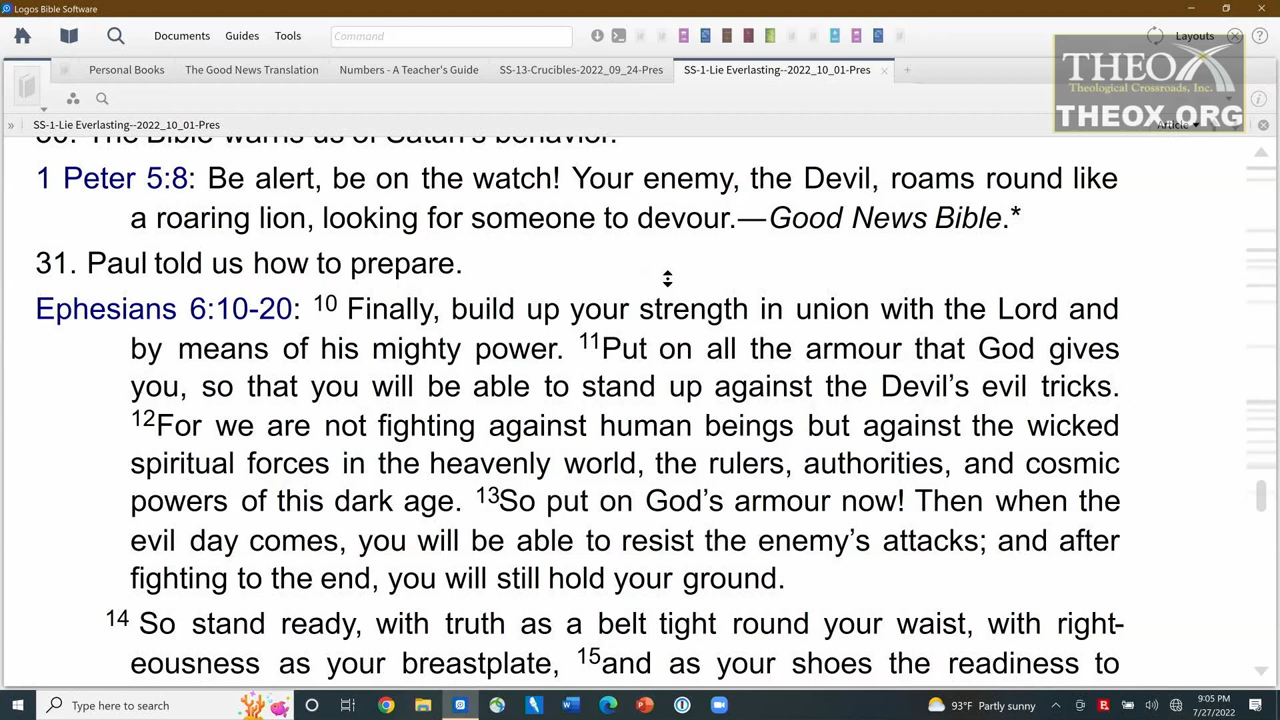 Logos Bible Software
Documents Guides Tools Command Layouts
Personal Books The Good News Translation Numbers - A Teacher's Guide SS-13-Crucibles-2022_09_24-Pres SS-1-Lie Everlasting--2022_10_01-Pres
THEOX
Theological Crossroads, Inc.
THEOX.ORG
SS-1-Lie Everlasting--2022_10_01-Pres Article
30. The Bible warns us of Satan's behavior.
1 Peter 5:8: Be alert, be on the watch! Your enemy, the Devil, roams round like
a roaring lion, looking for someone to devour.—Good News Bible.*
31. Paul told us how to prepare.
Ephesians 6:10-20: 10 Finally, build up your strength in union with the Lord and
by means of his mighty power. 11Put on all the armour that God gives
you, so that you will be able to stand up against the Devil's evil tricks.
12For we are not fighting against human beings but against the wicked
spiritual forces in the heavenly world, the rulers, authorities, and cosmic
powers of this dark age. 13So put on God's armour now! Then when the
evil day comes, you will be able to resist the enemy's attacks; and after
fighting to the end, you will still hold your ground.
14 So stand ready, with truth as a belt tight round your waist, with right-
eousness as your breastplate, 15and as your shoes the readiness to
Type here to search
93°F Partly sunny
9:05 PM
7/27/2022